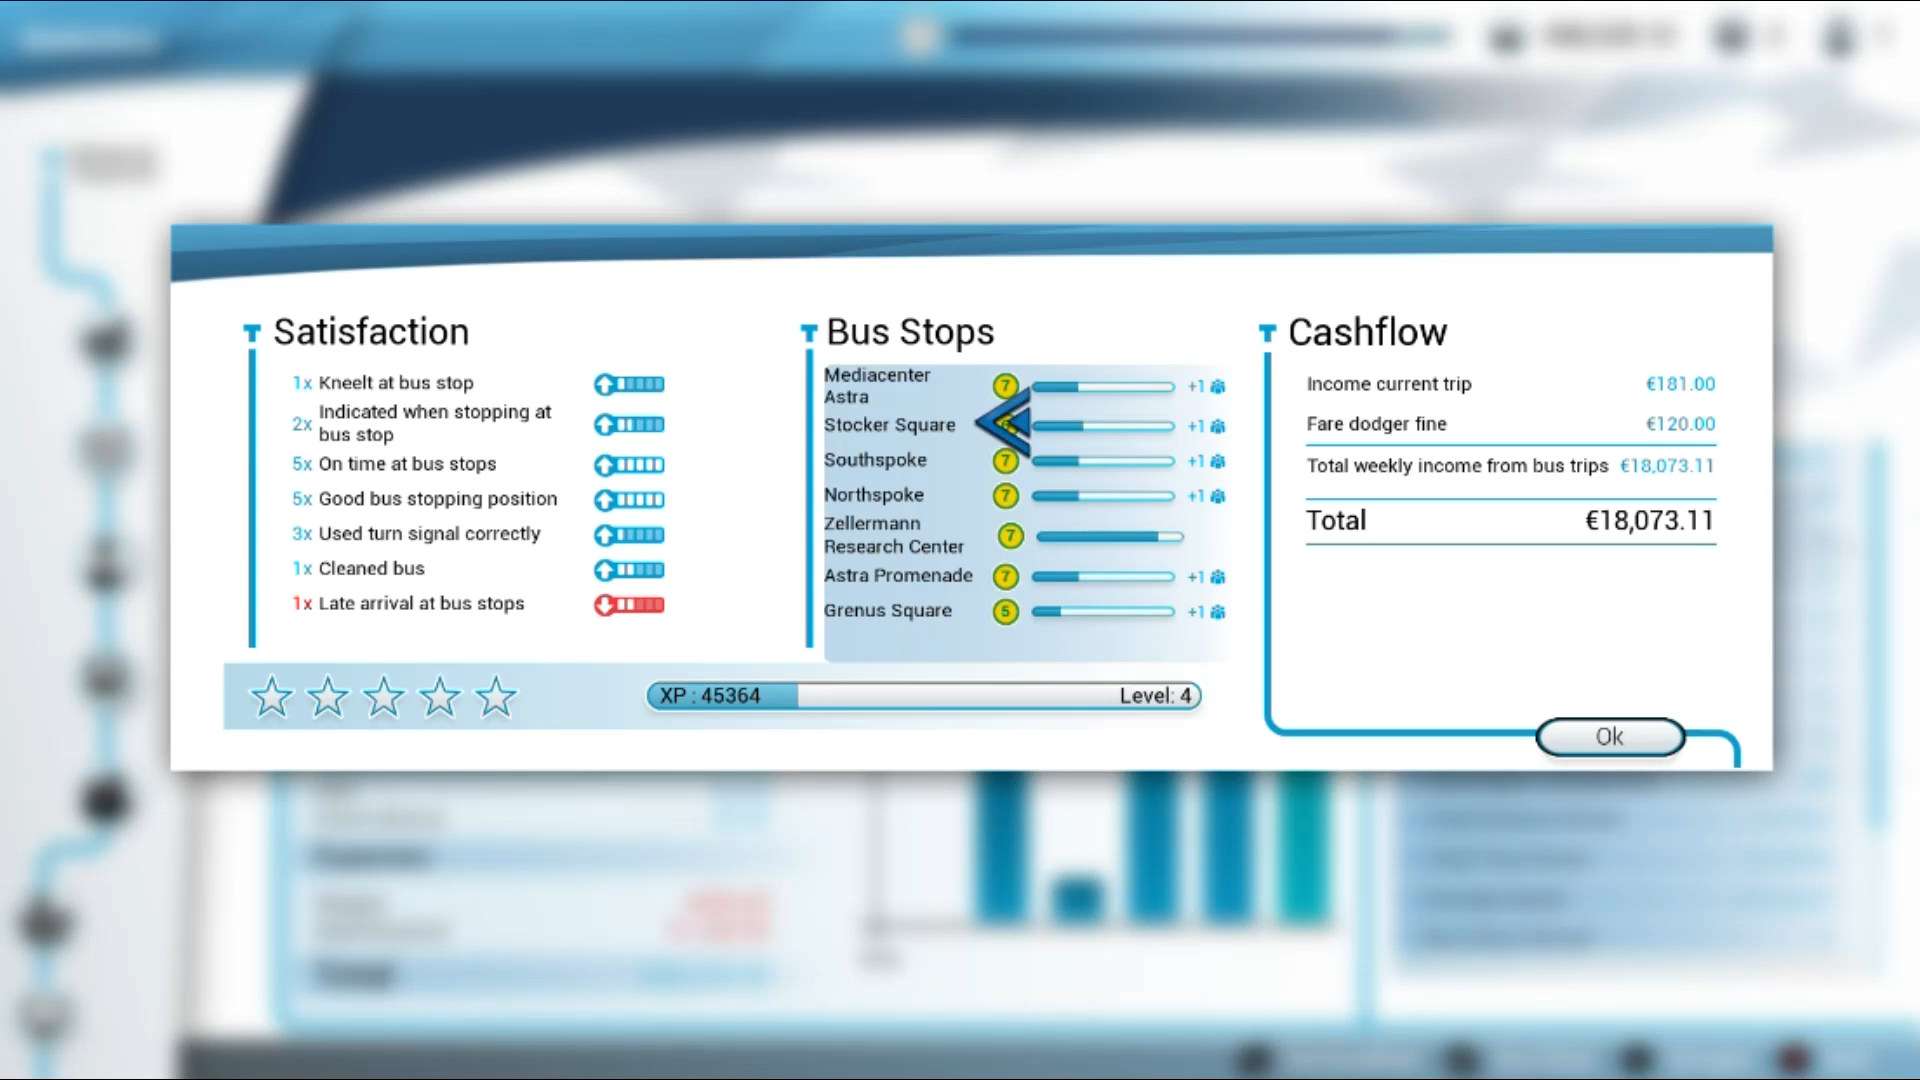 Satisfaction
1x Kneelt at bus stop
2x Indicated when stopping at
bus stop
5x On time at bus stops
5x Good bus stopping position
3x Used turn signal correctly
1x Cleaned bus
1x Late arrival at bus stops
XP : 45364
Level: 4
Bus Stops
Mediacenter
Astra
7
+1
Stocker Square
+1
Southspoke
7
+1
Northspoke
7
+1
Zellermann
Research Center
7
Astra Promenade
7
+1
Grenus Square
5
+1
Cashflow
Income current trip €181.00
Fare dodger fine €120.00
Total weekly income from bus trips €18,073.11
Total €18,073.11
Ok